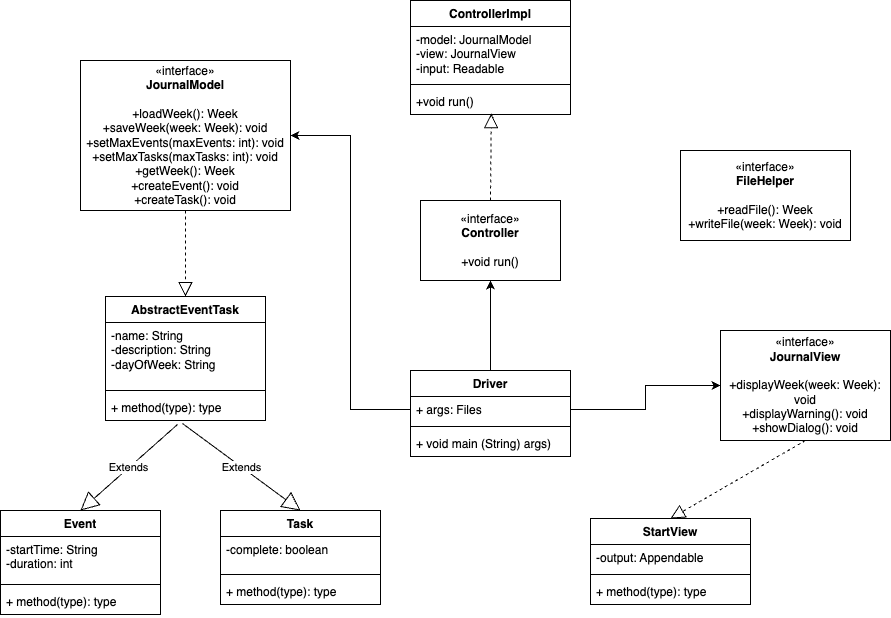 ControllerImpl
-model: JournalModel
-view: JournalView
-input: Readable
+void run()
«interface»
JournalModel
+loadWeek(): Week
+saveWeek(week: Week): void
+setMaxEvents(maxEvents: int): void
+setMaxTasks(maxTasks: int): void
+getWeek(): Week
+createEvent(): void
+createTask(): void
«interface»
FileHelper
+readFile(): Week
+writeFile(week: Week): void
«interface»
Controller
+void run()
AbstractEventTask
-name: String
-description: String
-dayOfWeek: String
+ method(type): type
«interface»
JournalView
+displayWeek(week: Week):
void
+displayWarning(): void
+showDialog(): void
Driver
+ args: Files
+ void main (String) args)
Extends
Extends
Event
-startTime: String
-duration: int
+ method(type): type
Task
-complete: boolean
+ method(type): type
StartView
-output: Appendable
+ method(type): type